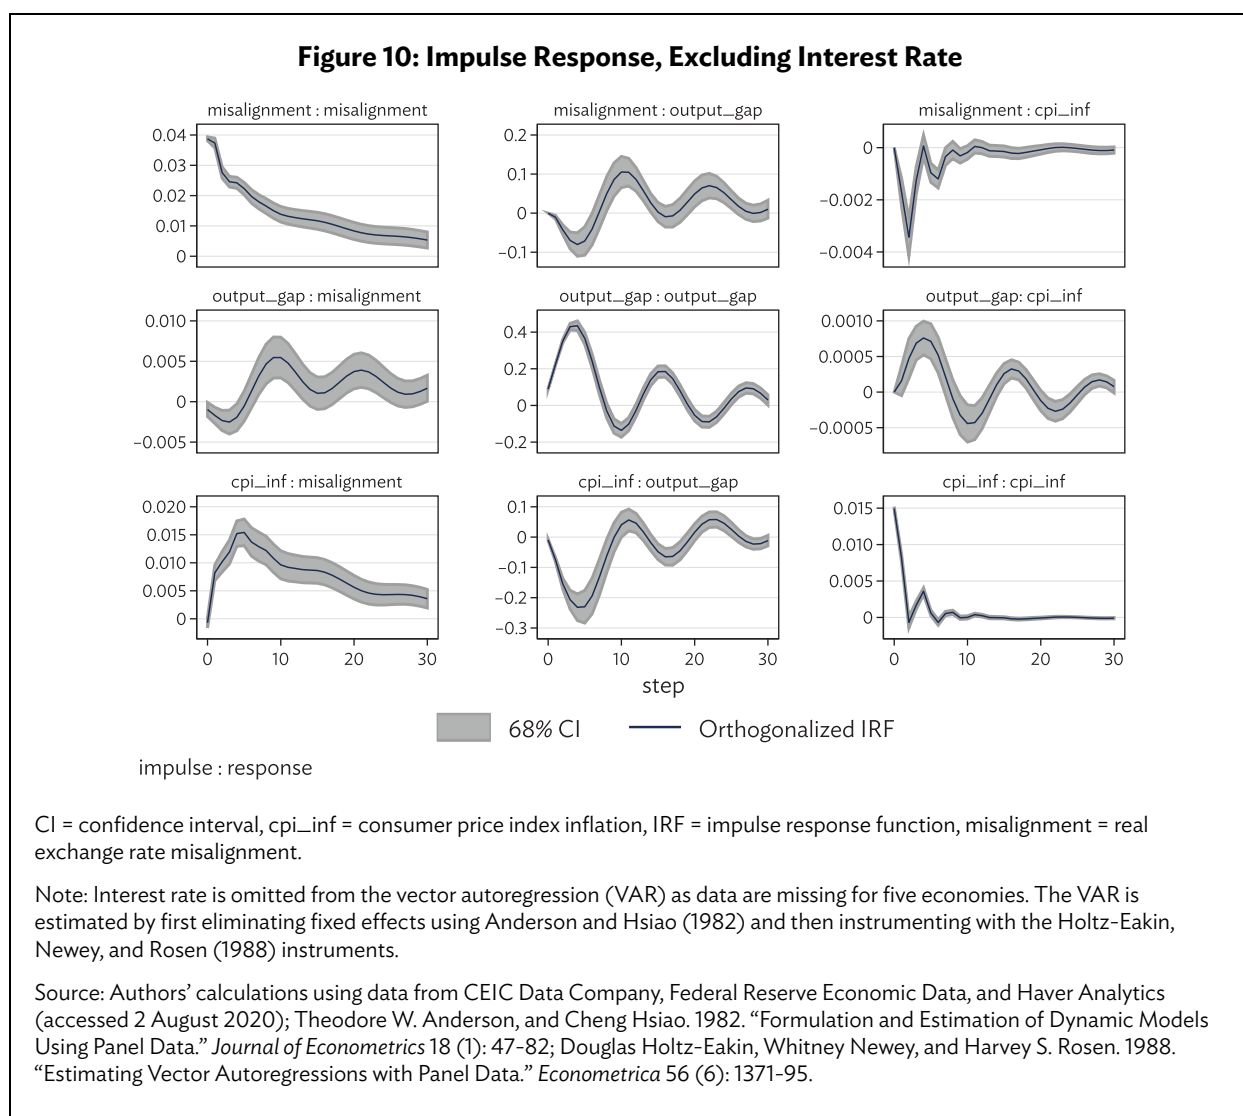 Figure 10: Impulse Response, Excluding Interest Rate
misalignment : misalignment
0.04
0.03
0.02
0.01
0
misalignment : output_gap
0.2
0.1
0
−0.1
misalignment : cpi_inf
0
−0.002
−0.004
output_gap : misalignment
0.010
0.005
0
−0.005
output_gap : output_gap
0.4
0.2
0
−0.2
output_gap: cpi_inf
0.0010
0.0005
0
−0.0005
cpi_inf : misalignment
0.020
0.015
0.010
0.005
0
0 10 20 30
cpi_inf : output_gap
0.1
0
−0.1
−0.2
−0.3
0 10 20 30
cpi_inf : cpi_inf
0.015
0.010
0.005
0
0 10 20 30
step
68% CI Orthogonalized IRF
impulse : response
CI = confidence interval, cpi_inf = consumer price index inflation, IRF = impulse response function, misalignment = real
exchange rate misalignment.
Note: Interest rate is omitted from the vector autoregression (VAR) as data are missing for five economies. The VAR is
estimated by first eliminating fixed effects using Anderson and Hsiao (1982) and then instrumenting with the Holtz-Eakin,
Newey, and Rosen (1988) instruments.
Source: Authors’ calculations using data from CEIC Data Company, Federal Reserve Economic Data, and Haver Analytics
(accessed 2 August 2020); Theodore W. Anderson, and Cheng Hsiao. 1982. “Formulation and Estimation of Dynamic Models
Using Panel Data.” Journal of Econometrics 18 (1): 47–82; Douglas Holtz-Eakin, Whitney Newey, and Harvey S. Rosen. 1988.
“Estimating Vector Autoregressions with Panel Data.” Econometrica 56 (6): 1371–95.